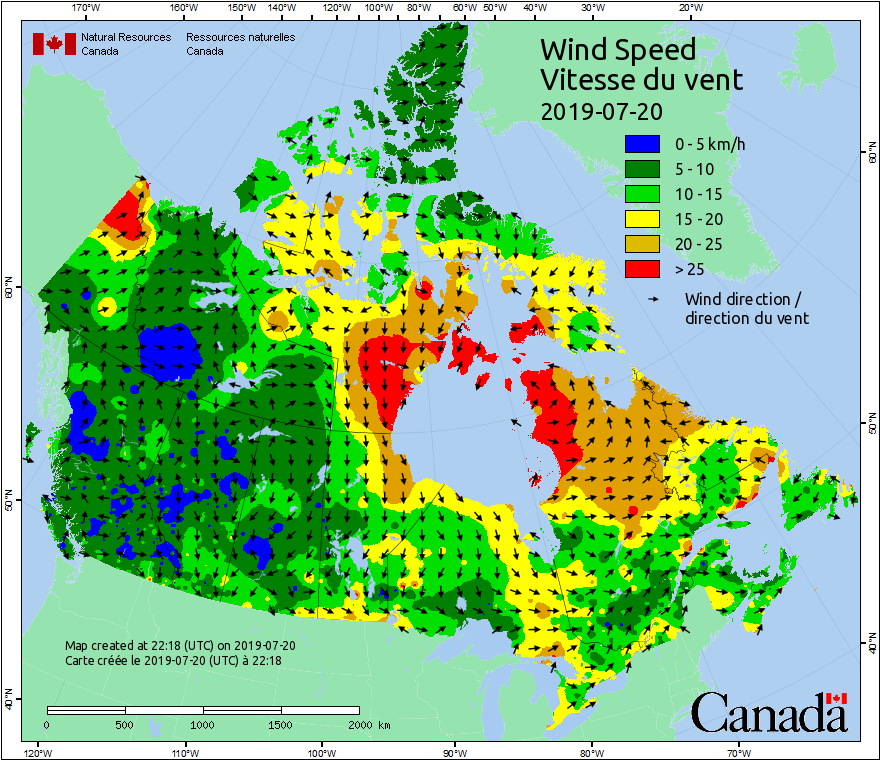 170°W 160°W 150°W 140°W 120°W 100°W 80°W 60°W 50°W 40°W 30°W 20°W
Natural Resources Ressources naturelles
Canada Canada
Wind Speed
Vitesse du vent
2019-07-20
0 - 5 km/h
5 - 10
10 - 15
15 - 20
20 - 25
> 25
Wind direction /
direction du vent
60°N
50°N
40°N
60°N
50°N
40°N
Map created at 22:18 (UTC) on 2019-07-20
Carte créée le 2019-07-20 (UTC) à 22:18
0 500 1000 1500 2000 km
Canada
120°W 110°W 100°W 90°W 80°W 70°W